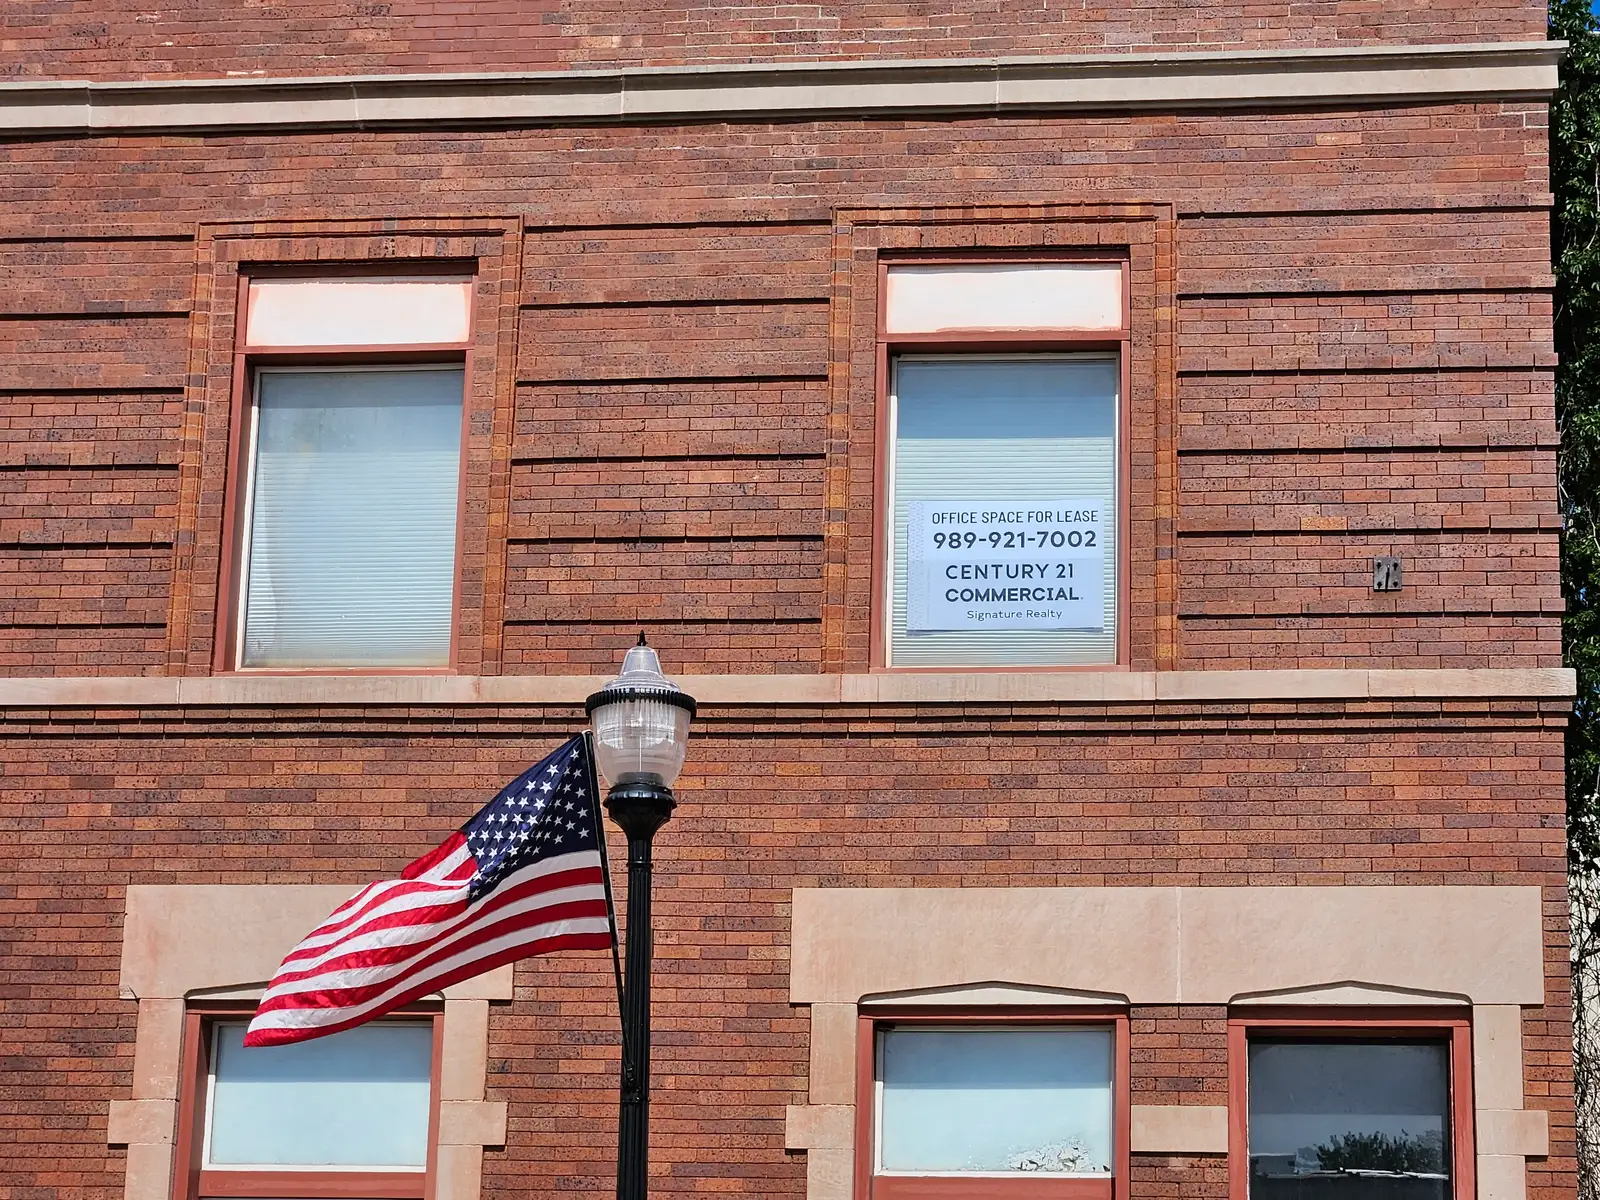 OFFICE SPACE FOR LEASE
989-921-7002
CENTURY 21
COMMERCIAL
Signature Realty